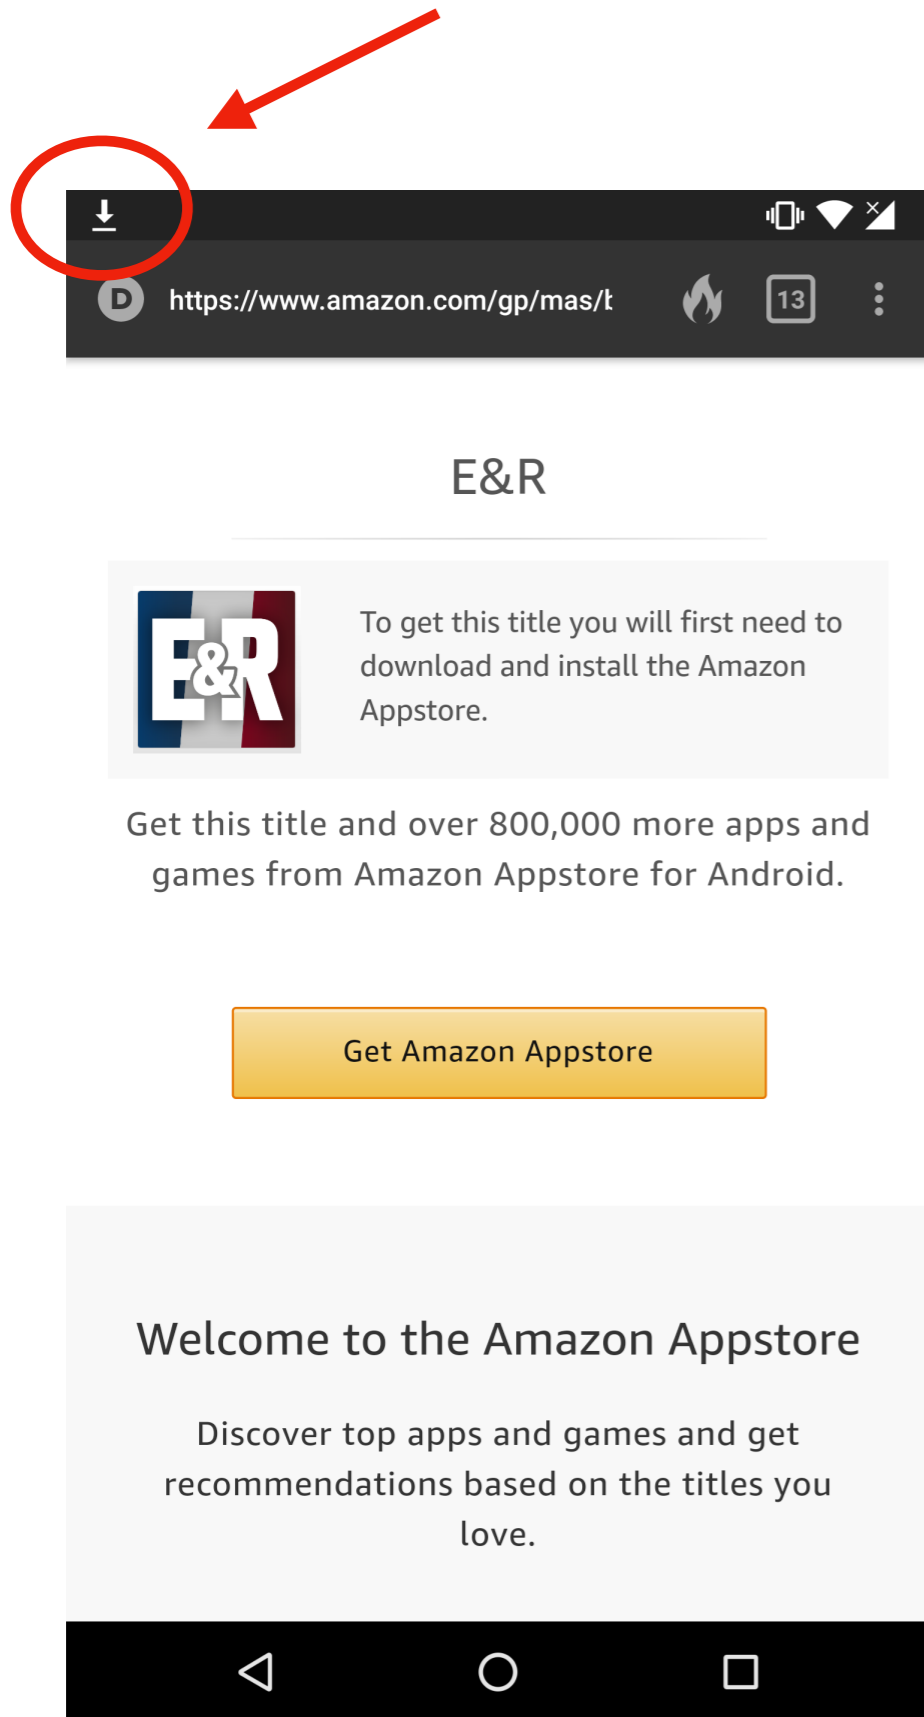 D https://www.amazon.com/gp/mas/ 13
E&R
E&R
To get this title you will first need to
download and install the Amazon
Appstore.
Get this title and over 800,000 more apps and
games from Amazon Appstore for Android.
Get Amazon Appstore
Welcome to the Amazon Appstore
Discover top apps and games and get
recommendations based on the titles you
love.